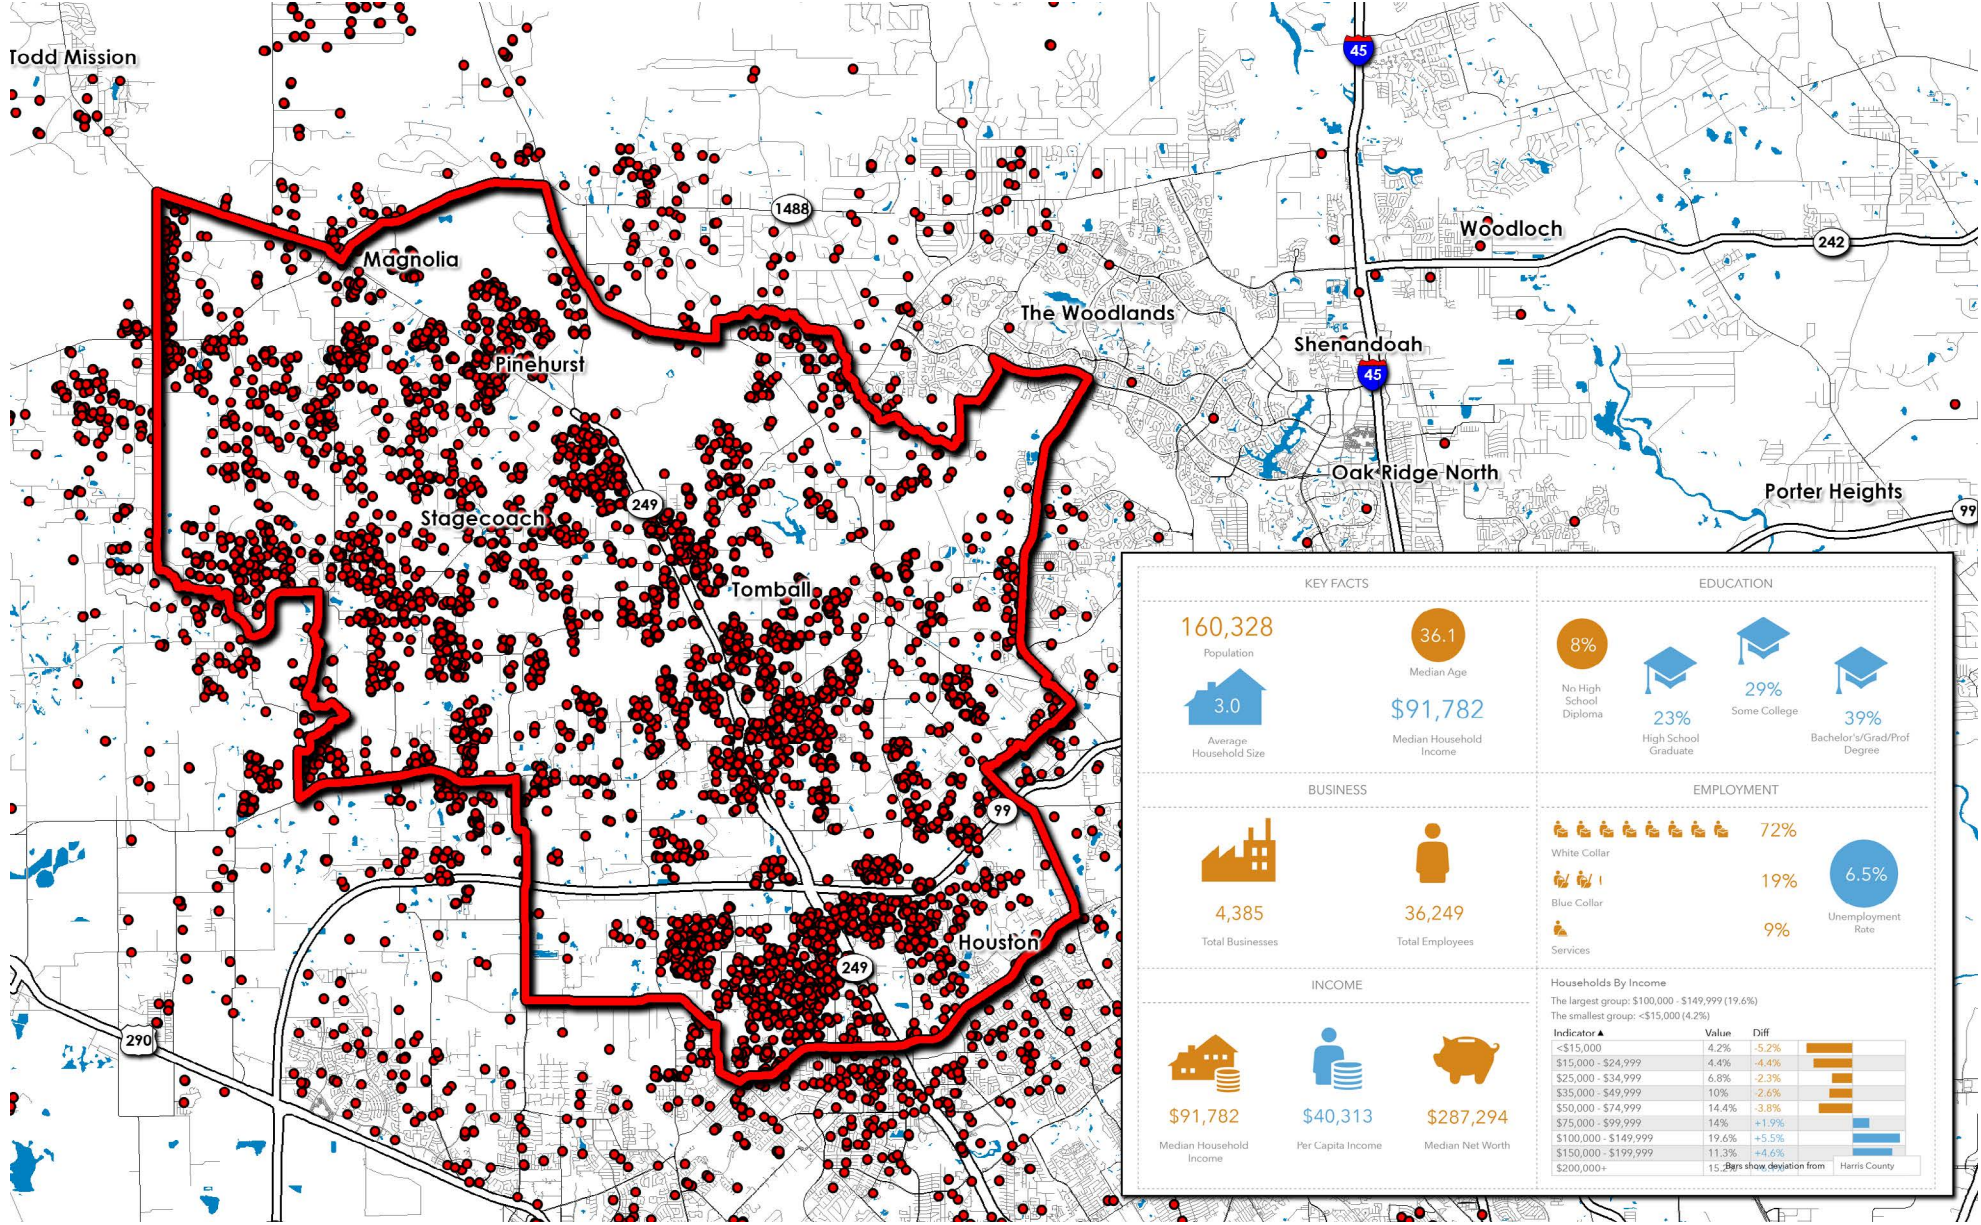 Todd Mission
45
1488
Woodloch
242
Magnolia
The Woodlands
Shenandoah
45
Pinehurst
Oak Ridge North
Porter Heights
99
249
Stagecoach
Tomball
99
Houston
249
290
KEY FACTS
160,328
Population
36.1
Median Age
3.0
Average
Household Size
$91,782
Median Household
Income
EDUCATION
8%
No High
School
Diploma
23%
High School
Graduate
29%
Some College
39%
Bachelor's/Grad/Prof
Degree
BUSINESS
4,385
Total Businesses
36,249
Total Employees
EMPLOYMENT
72%
White Collar
19%
Blue Collar
9%
Services
6.5%
Unemployment
Rate
INCOME
$91,782
Median Household
Income
$40,313
Per Capita Income
$287,294
Median Net Worth
Households By Income
The largest group: $100,000 - $149,999 (19.6%)
The smallest group: <$15,000 (4.2%)
Indicator ▲ Value Diff
<$15,000 4.2% -5.2%
$15,000 - $24,999 4.4% -4.4%
$25,000 - $34,999 6.8% -2.3%
$35,000 - $49,999 10% -2.6%
$50,000 - $74,999 14.4% -3.8%
$75,000 - $99,999 14% +1.9%
$100,000 - $149,999 19.6% +5.5%
$150,000 - $199,999 11.3% +4.6%
$200,000+
Bars show deviation from Harris County